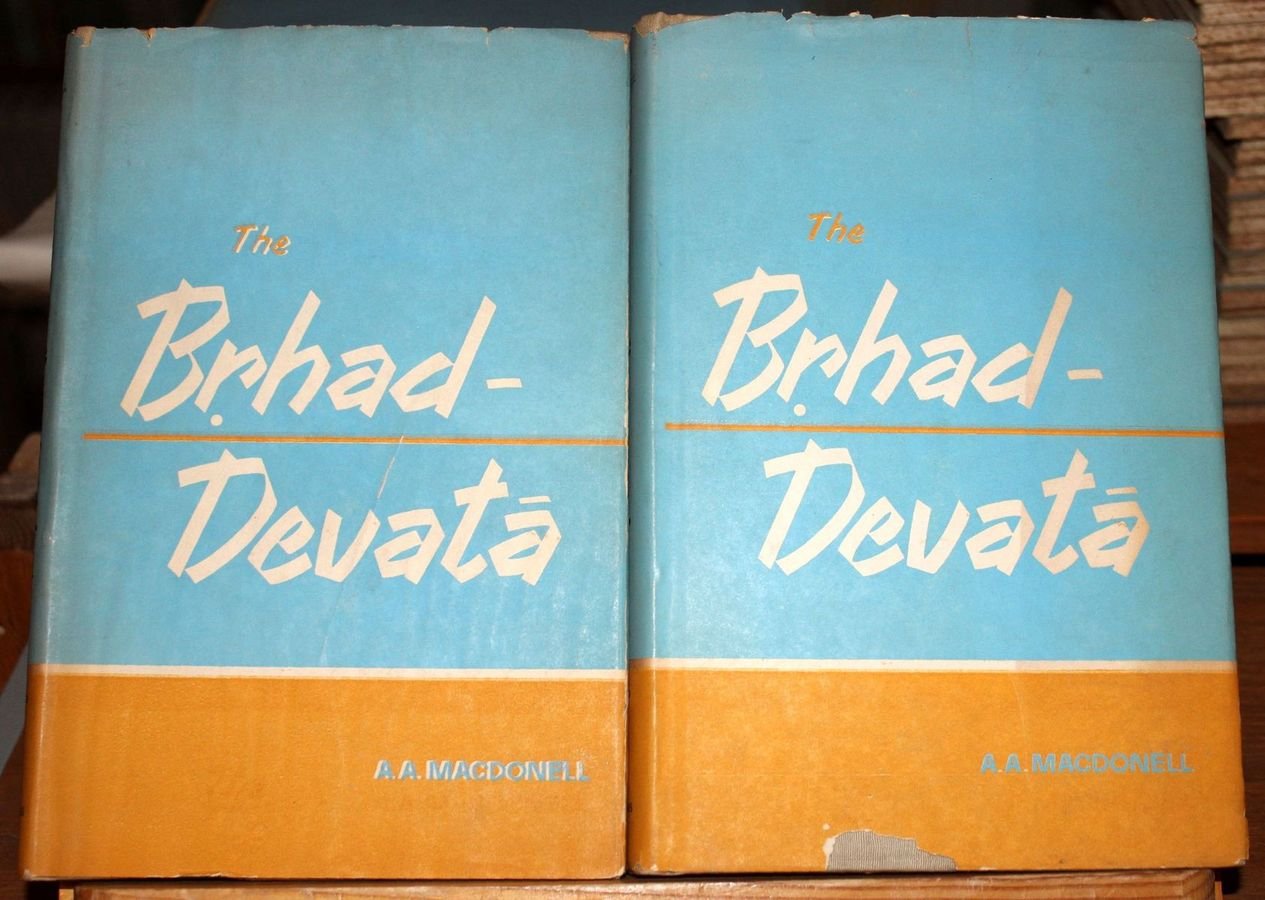 The
Bṛhad-
Devatā
A.A. MACDONELL
The
Bṛhad-
Devatā
A.A. MACDONELL